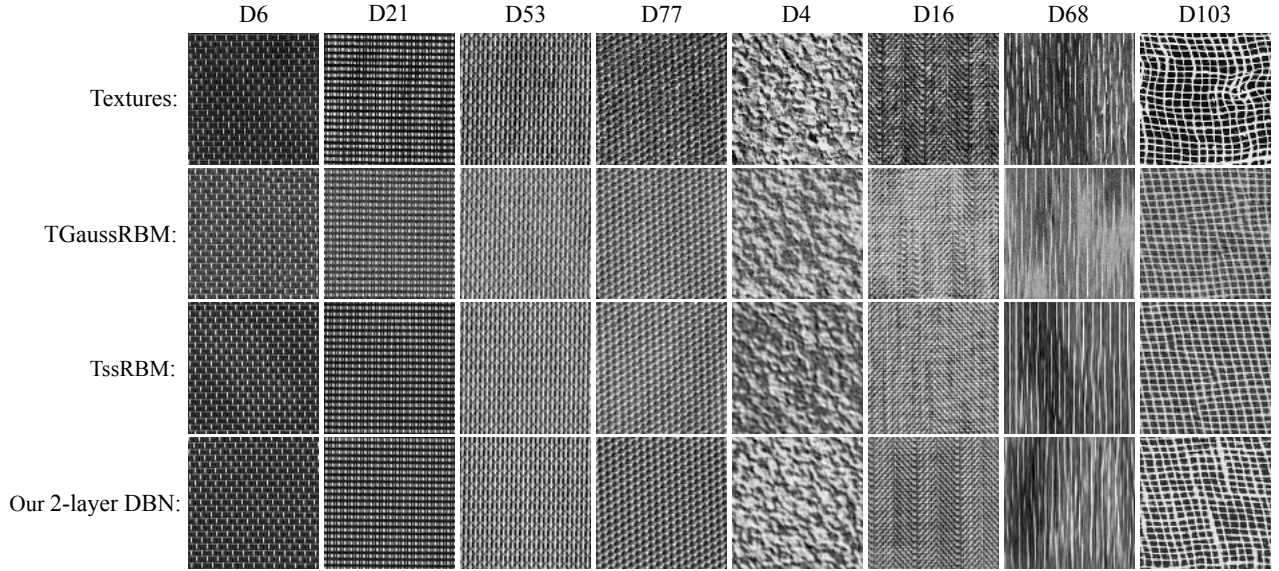 D6 D21 D53 D77 D4 D16 D68 D103
Textures:
TGaussRBM:
TssRBM:
Our 2-layer DBN: